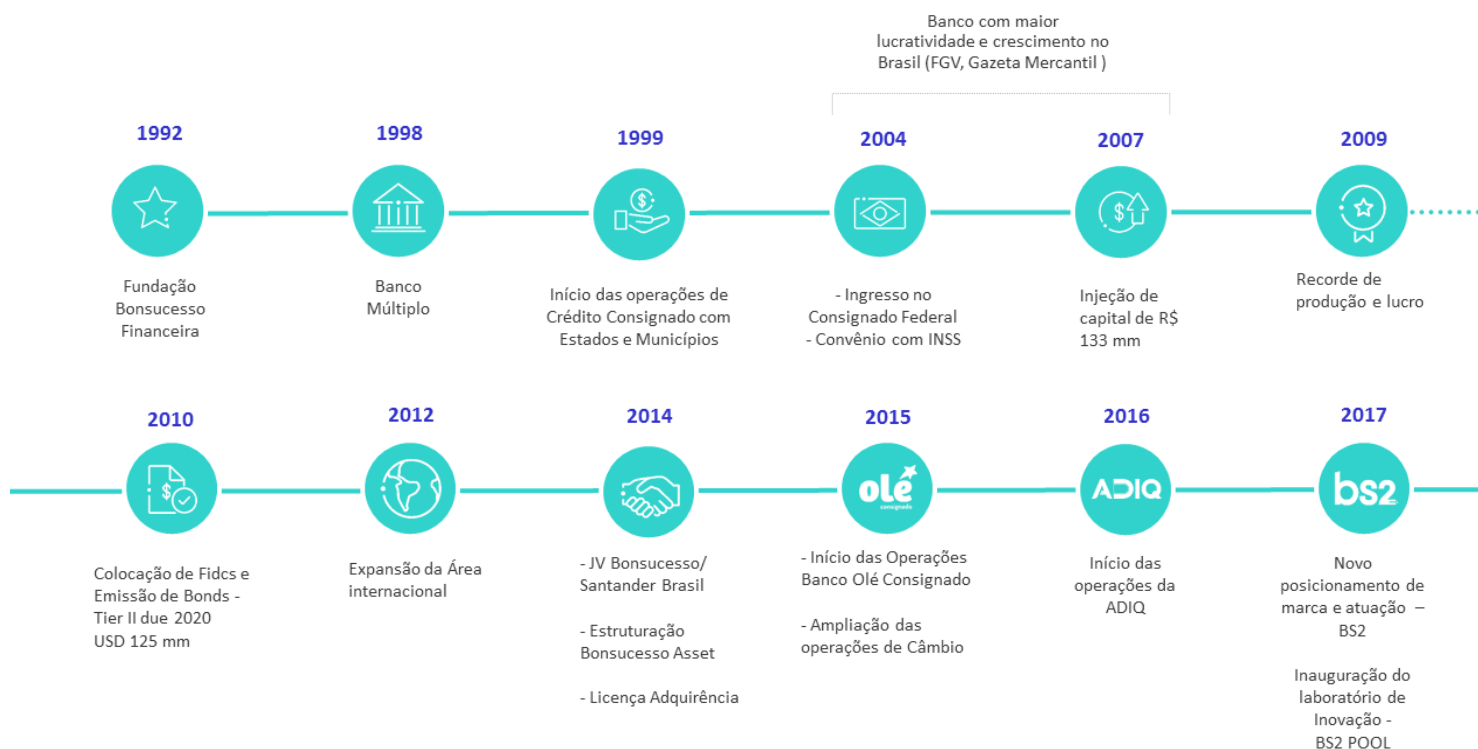 Banco com maior
lucratividade e crescimento no
Brasil (FGV, Gazeta Mercantil )
1992
Fundação
Bonsucesso
Financeira
1998
Banco
Múltiplo
1999
$
Início das operações de
Crédito Consignado com
Estados e Municípios
2004
- Ingresso no
Consignado Federal
- Convênio com INSS
2007
$
Injeção de
capital de R$
133 mm
2009
Recorde de
produção e lucro
2010
$
Colocação de Fidcs e
Emissão de Bonds -
Tier II due 2020
USD 125 mm
2012
Expansão da Área
internacional
2014
- JV Bonsucesso/
Santander Brasil
- Estruturação
Bonsucesso Asset
- Licença Adquirência
2015
olé
consignado
- Início das Operações
Banco Olé Consignado
- Ampliação das
operações de Câmbio
2016
ADIQ
Início das
operações da
ADIQ
2017
bs2
Novo
posicionamento de
marca e atuação –
BS2
Inauguração do
laboratório de
Inovação -
BS2 POOL